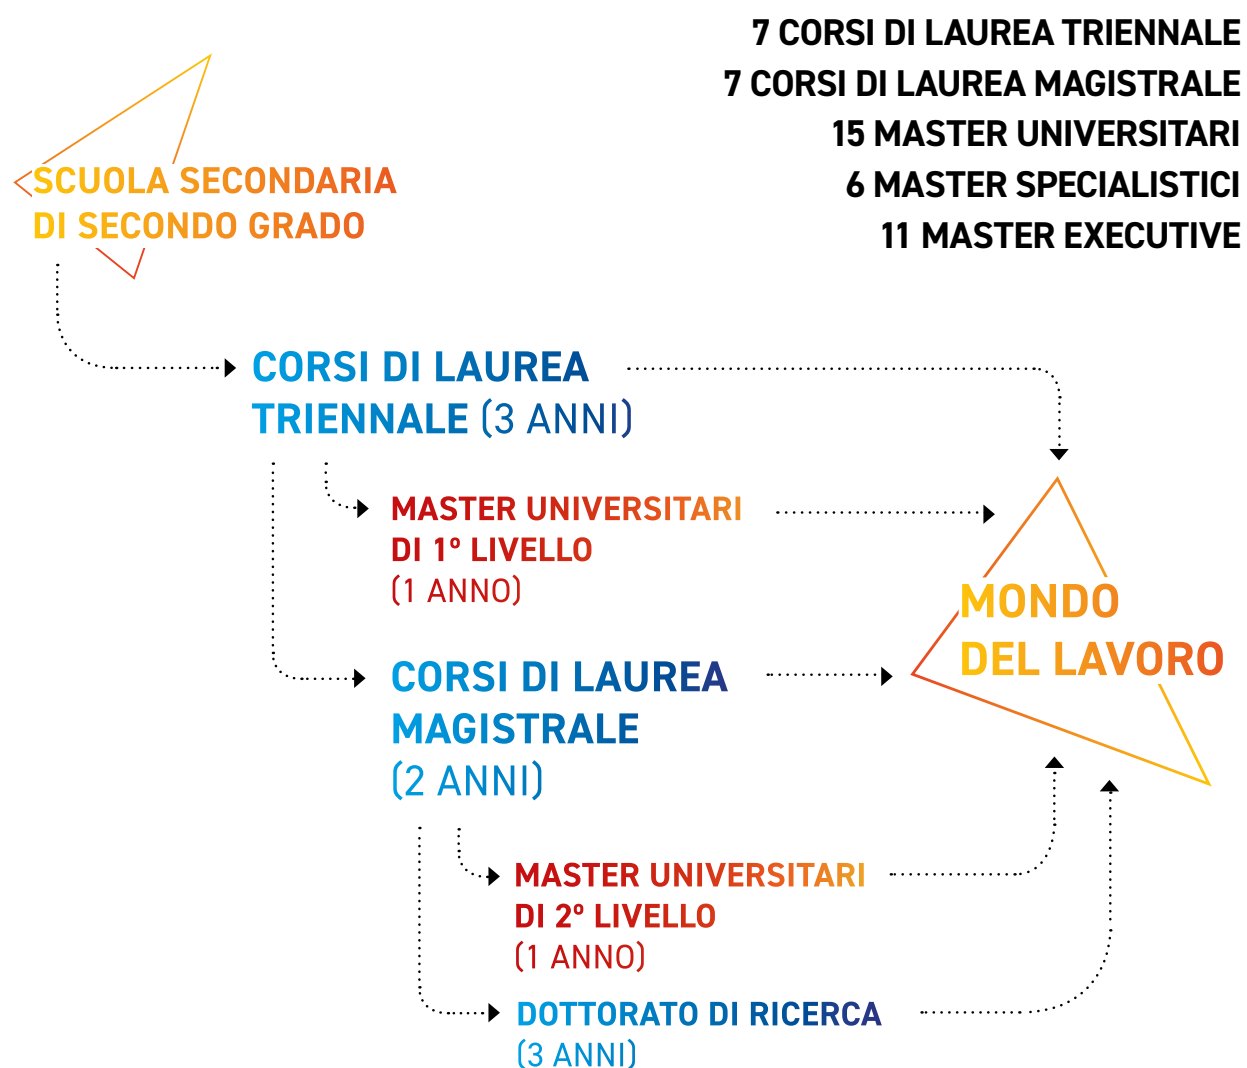 7 CORSI DI LAUREA TRIENNALE
7 CORSI DI LAUREA MAGISTRALE
15 MASTER UNIVERSITARI
6 MASTER SPECIALISTICI
11 MASTER EXECUTIVE
SCUOLA SECONDARIA
DI SECONDO GRADO
CORSI DI LAUREA
TRIENNALE (3 ANNI)
MASTER UNIVERSITARI
DI 1º LIVELLO
(1 ANNO)
MONDO
DEL LAVORO
CORSI DI LAUREA
MAGISTRALE
(2 ANNI)
MASTER UNIVERSITARI
DI 2º LIVELLO
(1 ANNO)
DOTTORATO DI RICERCA
(3 ANNI)